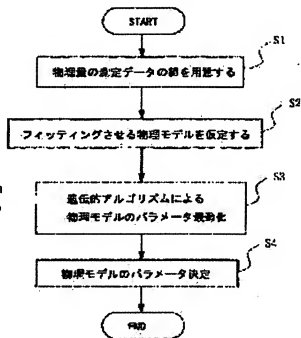 START
S1
物理量の測定データの組を用意する
S2
フィッティングさせる物理モデルを仮定する
S3
遺伝的アルゴリズムによる
物理モデルのパラメータ最適化
S4
物理モデルのパラメータ決定
END